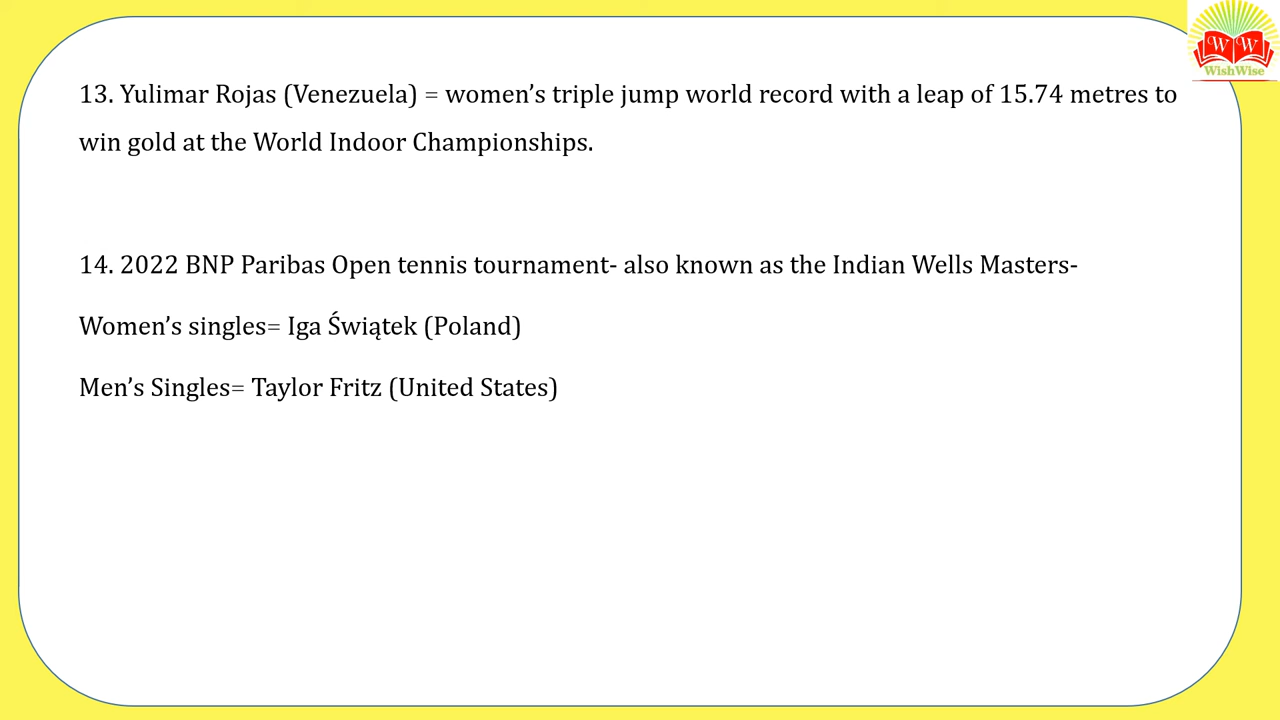 W W
WishWise
13. Yulimar Rojas (Venezuela) = women’s triple jump world record with a leap of 15.74 metres to
win gold at the World Indoor Championships.
14. 2022 BNP Paribas Open tennis tournament- also known as the Indian Wells Masters-
Women’s singles= Iga Świątek (Poland)
Men’s Singles= Taylor Fritz (United States)